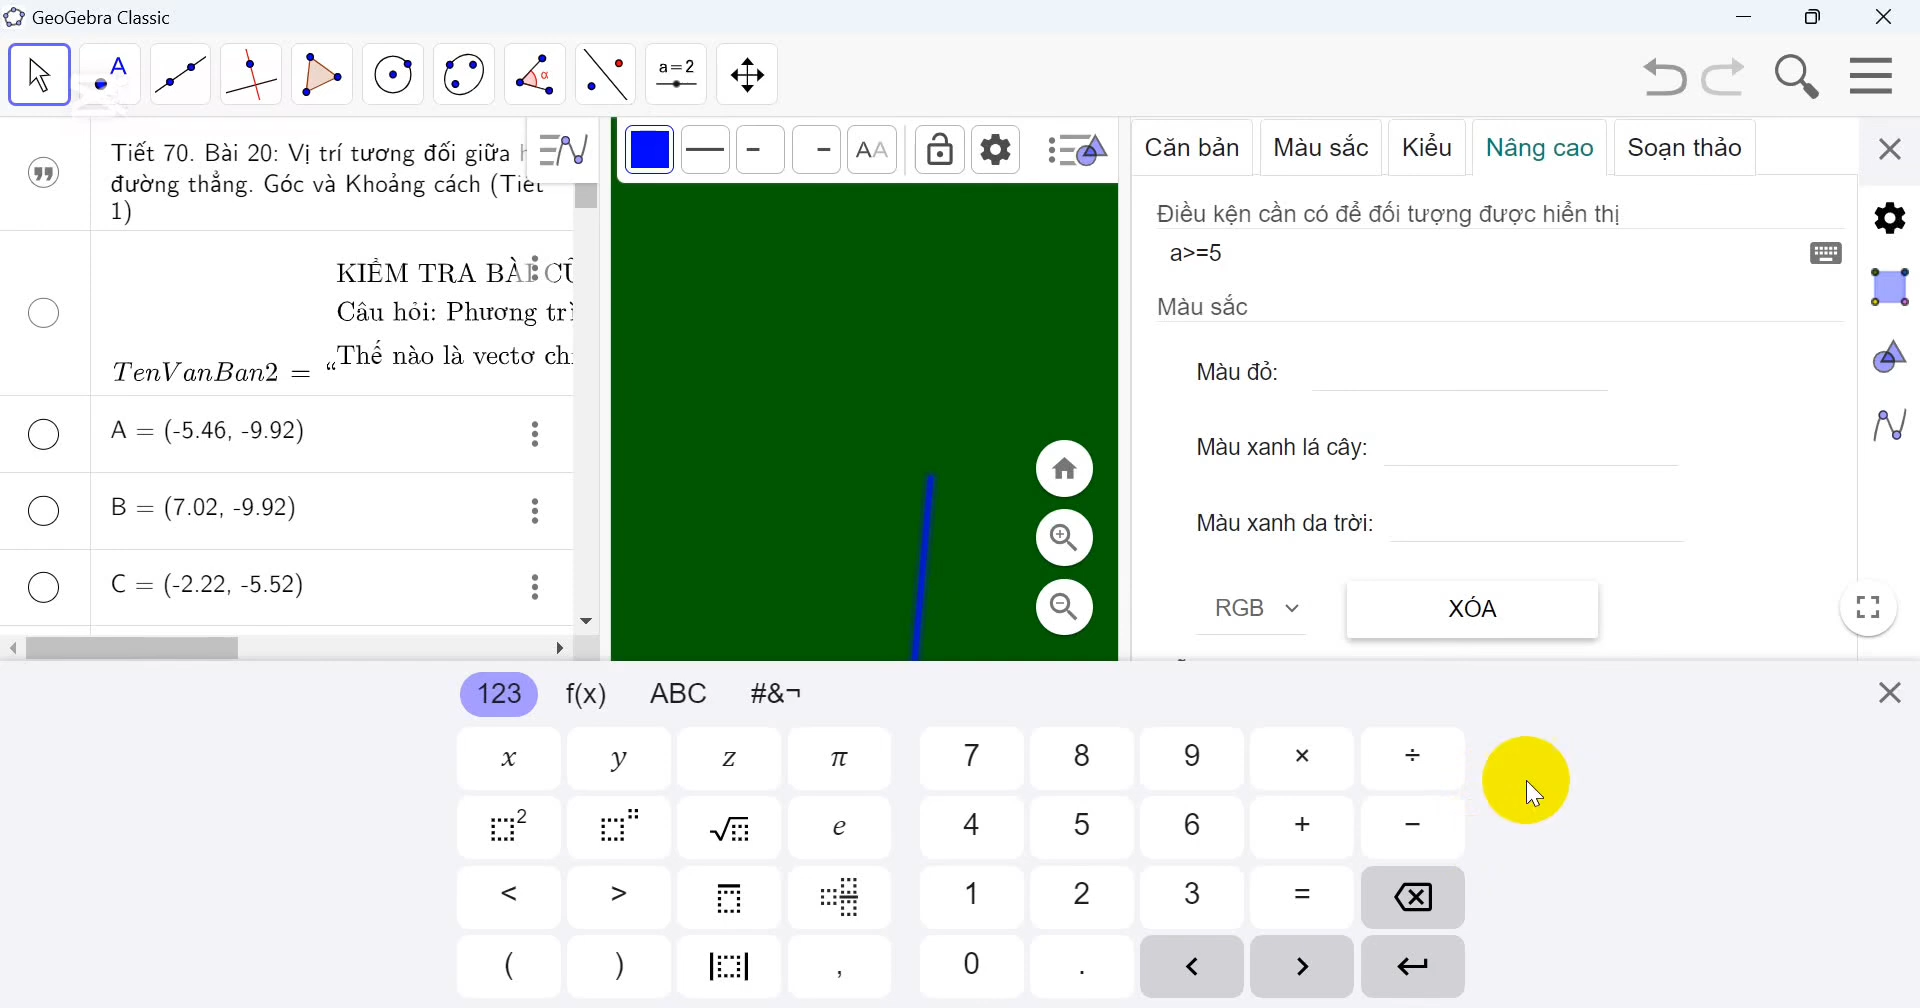 GeoGebra Classic
A
α
a=2
Tiết 70. Bài 20: Vị trí tương đối giữa
đường thẳng. Góc và Khoảng cách (Tiết
1)
KIỂM TRA BÀI CŨ
Câu hỏi: Phương
Thế nào là vectơ
TenVanBan2 = “
A = (-5.46, -9.92)
B = (7.02, -9.92)
C = (-2.22, -5.52)
AA
Căn bản
Màu sắc
Kiểu
Nâng cao
Soạn thảo
Điều kện cần có để đối tượng được hiển thị
a>=5
Màu sắc
Màu đỏ:
Màu xanh lá cây:
Màu xanh da trời:
RGB
XÓA
123 f(x) ABC #&¬
x y z π 7 8 9 × ÷
2 √ e 4 5 6 + −
< > 1 2 3 =
( ) | | , 0 . < >